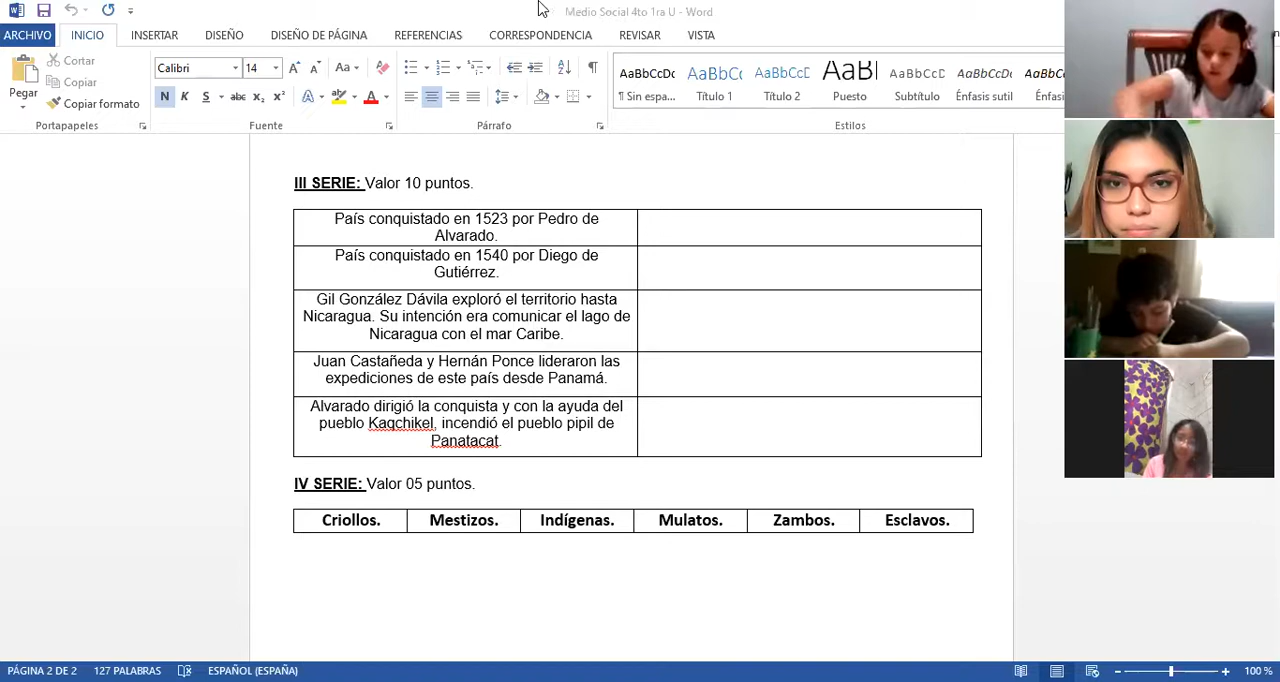 Medio Social 4to 1ra U - Word
ARCHIVO INICIO INSERTAR DISEÑO DISEÑO DE PÁGINA REFERENCIAS CORRESPONDENCIA REVISAR VISTA
Pegar
Cortar
Copiar
Copiar formato
Portapapeles
Calibri 14
Aa
N K S abc x₂ x²
Fuente
Párrafo
AaBbCcDc AaBbCc AaBbCcD AaBl AaBbCcD AaBbCcDc AaBbCc
¶ Sin espa... Título 1 Título 2 Puesto Subtítulo Énfasis sutil Énfa
Estilos
III SERIE: Valor 10 puntos.
País conquistado en 1523 por Pedro de
Alvarado.
País conquistado en 1540 por Diego de
Gutiérrez.
Gil González Dávila exploró el territorio hasta
Nicaragua. Su intención era comunicar el lago de
Nicaragua con el mar Caribe.
Juan Castañeda y Hernán Ponce lideraron las
expediciones de este país desde Panamá.
Alvarado dirigió la conquista y con la ayuda del
pueblo Kaqchikel, incendió el pueblo pipil de
Panatacat.
IV SERIE: Valor 05 puntos.
Criollos. Mestizos. Indígenas. Mulatos. Zambos. Esclavos.
PÁGINA 2 DE 2 127 PALABRAS ESPAÑOL (ESPAÑA) 100 %